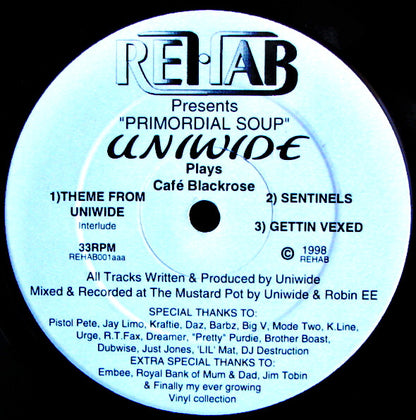 REHAB
Presents
"PRIMORDIAL SOUP"
UNIWIDE
Plays
Café Blackrose
1)THEME FROM
UNIWIDE
Interlude
2) SENTINELS
3) GETTIN VEXED
33RPM
REHAB001aaa
© 1998
REHAB
All Tracks Written & Produced by Uniwide
Mixed & Recorded at The Mustard Pot by Uniwide & Robin EE
SPECIAL THANKS TO:
Pistol Pete, Jay Limo, Kraftie, Daz, Barbz, Big V, Mode Two, K.Line,
Urge, R.T.Fax, Dreamer, "Pretty" Purdie, Brother Boast,
Dubwise, Just Jones, 'LIL' Mat, DJ Destruction
EXTRA SPECIAL THANKS TO:
Embee, Royal Bank of Mum & Dad, Jim Tobin
& Finally my ever growing
Vinyl collection